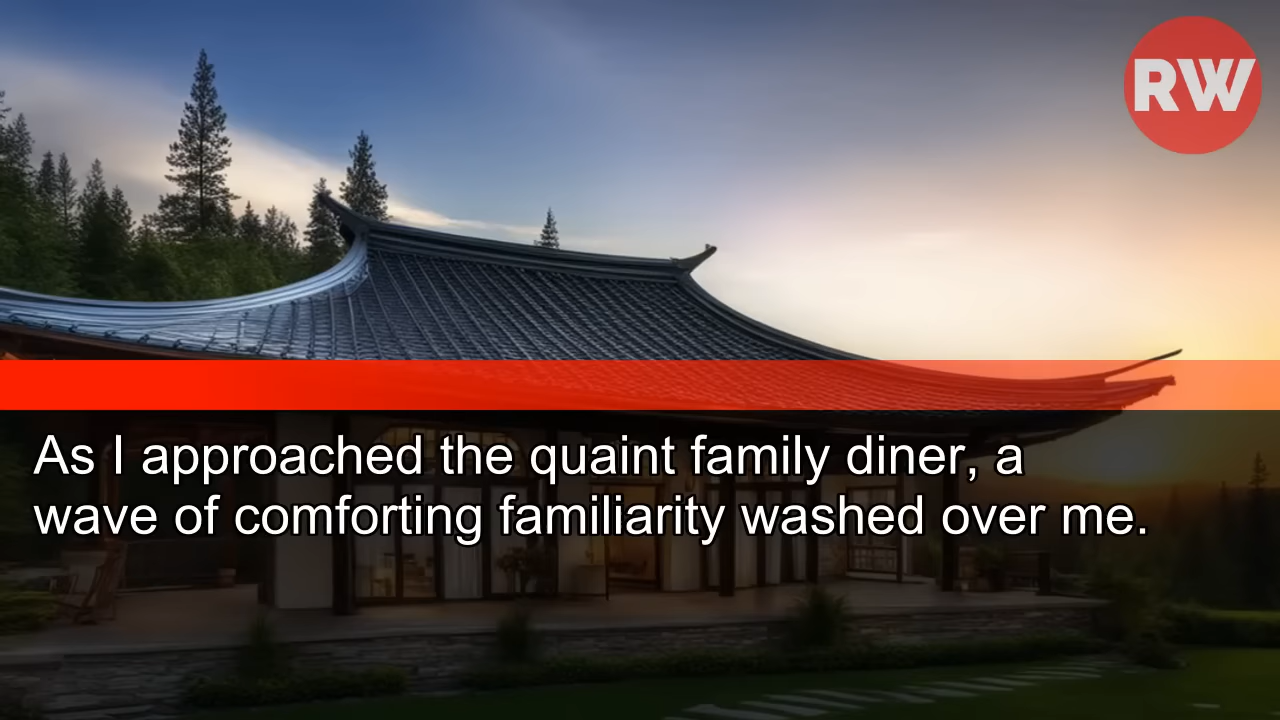 RW
As I approached the quaint family diner, a
wave of comforting familiarity washed over me.